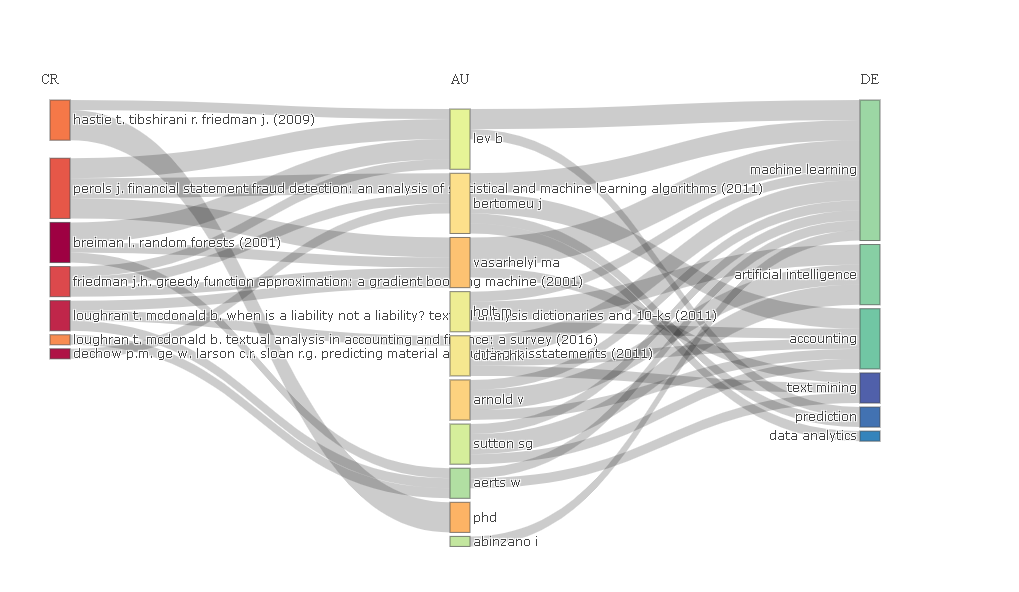 CR
AU
DE
hastie t. tibshirani r. friedman j. (2009)
perols j. financial statement fraud detection: an analysis of statistical and machine learning algorithms (2011)
breiman l. random forests (2001)
friedman j.h. greedy function approximation: a gradient boosting machine (2001)
loughran t. mcdonald b. when is a liability not a liability? textual analysis dictionaries and 10-ks (2011)
loughran t. mcdonald b. textual analysis in accounting and finance: a survey (2016)
dechow p.m. ge w. larson c.r. sloan r.g. predicting material accounting misstatements (2011)
lev b
bertomeu j
vasarhelyi ma
holt
duan hk
arnold v
sutton sg
aerts w
phd
abinzano i
machine learning
artificial intelligence
accounting
text mining
prediction
data analytics